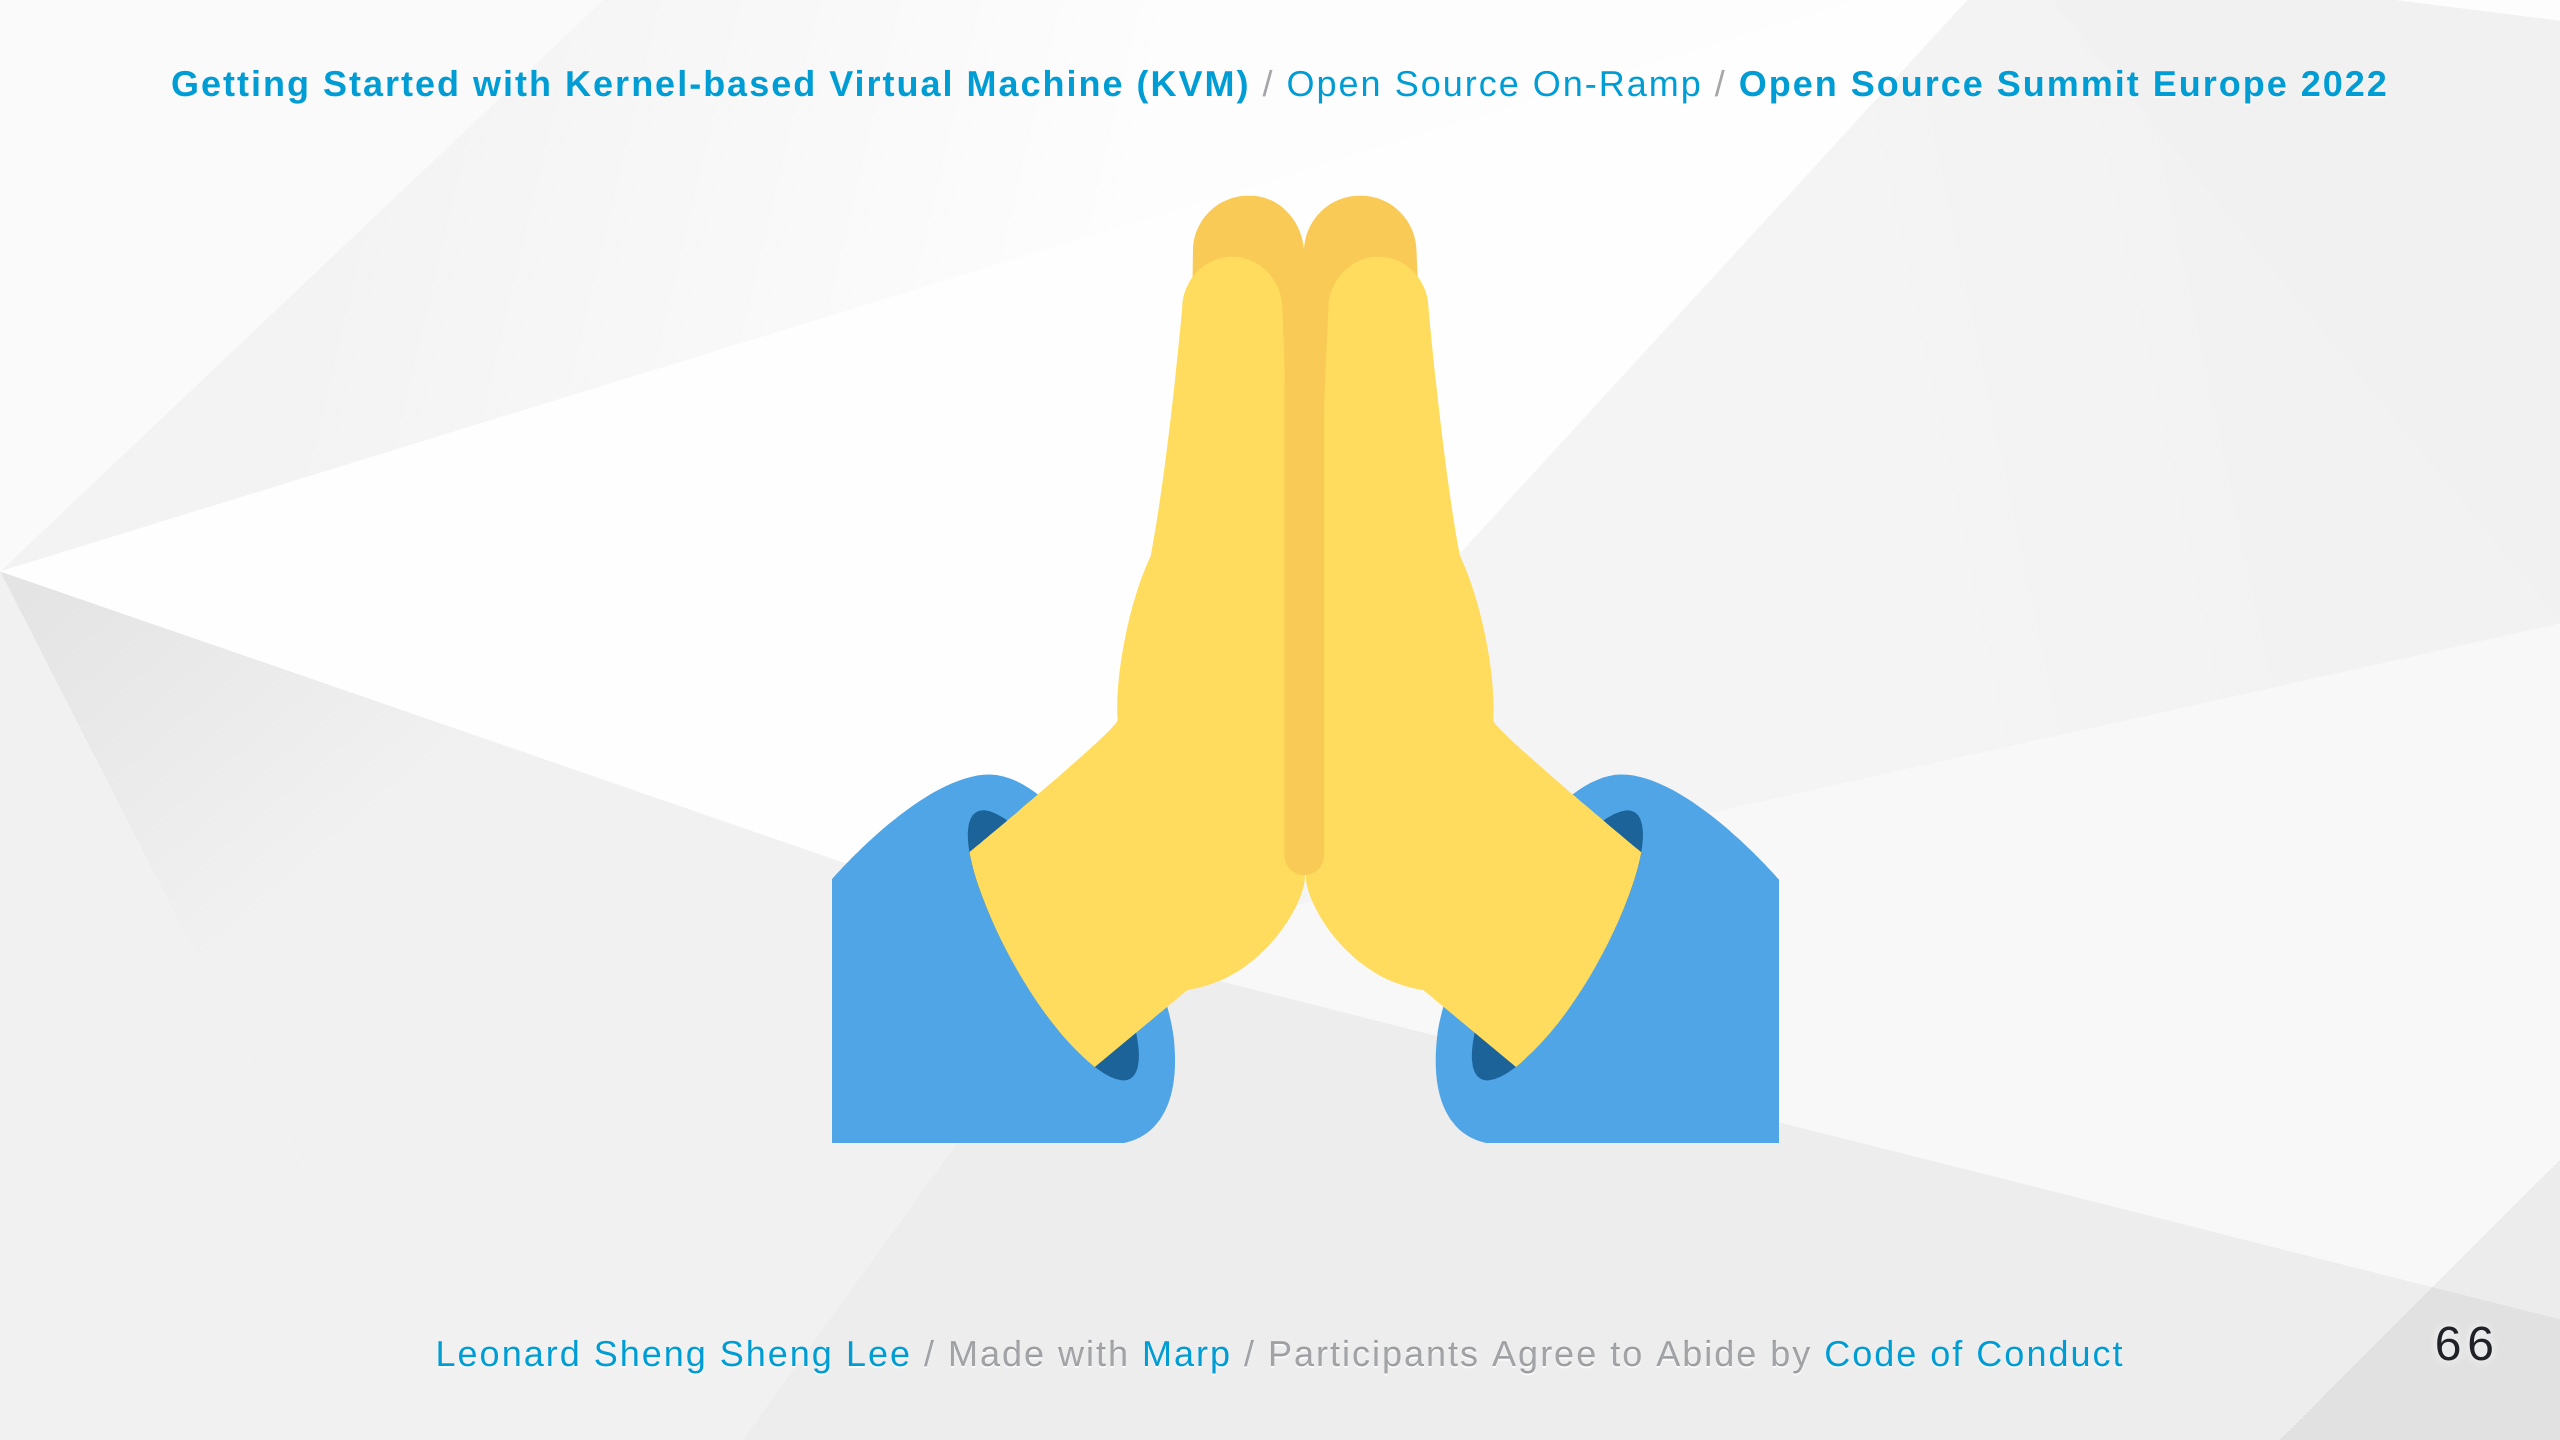 Getting Started with Kernel-based Virtual Machine (KVM) / Open Source On-Ramp / Open Source Summit Europe 2022
Leonard Sheng Sheng Lee / Made with Marp / Participants Agree to Abide by Code of Conduct
66